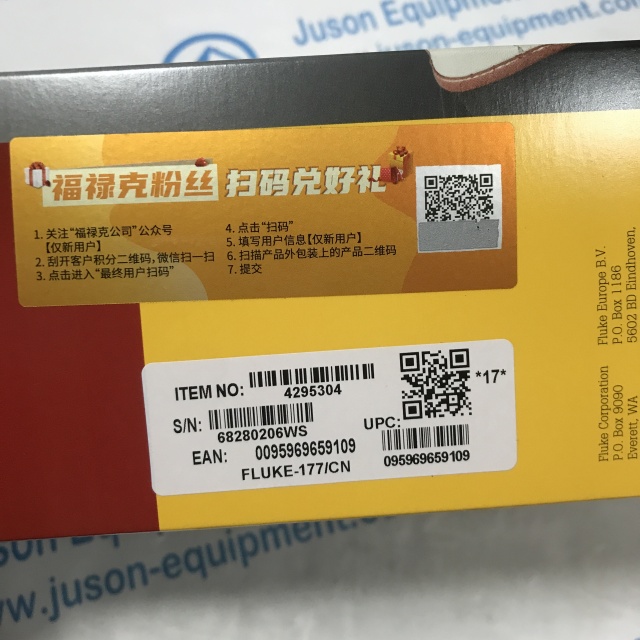 Juson Equipment
www.juson-equipment.com
福禄克粉丝 扫码兑好礼
1. 关注“福禄克公司”公众号
【仅新用户】
2. 刮开客户积分二维码，微信扫一扫
3. 点击进入“最终用户扫码”
4. 点击“扫码”
5. 填写用户信息【仅新用户】
6. 扫描产品外包装上的产品二维码
7. 提交
ITEM NO:
4295304
*17*
S/N:
68280206WS
UPC:
095969659109
EAN: 0095969659109
FLUKE-177/CN
Fluke Europe B.V.
P.O. Box 1186
5602 BD Eindhoven,
Fluke Corporation
P.O. Box 9090
Everett, WA
www.juson-equipment.com